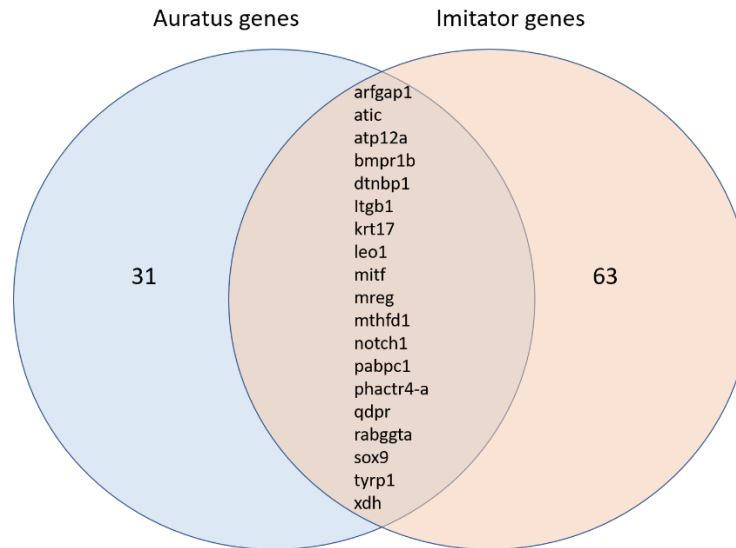 Auratus genes
Imitator genes
arfgap1
atic
atp12a
bmpr1b
dtnbp1
ltgb1
krt17
leo1
mitf
mreg
mthfd1
notch1
pabpc1
phactr4-a
qdpr
rabggta
sox9
tyrp1
xdh
31
63